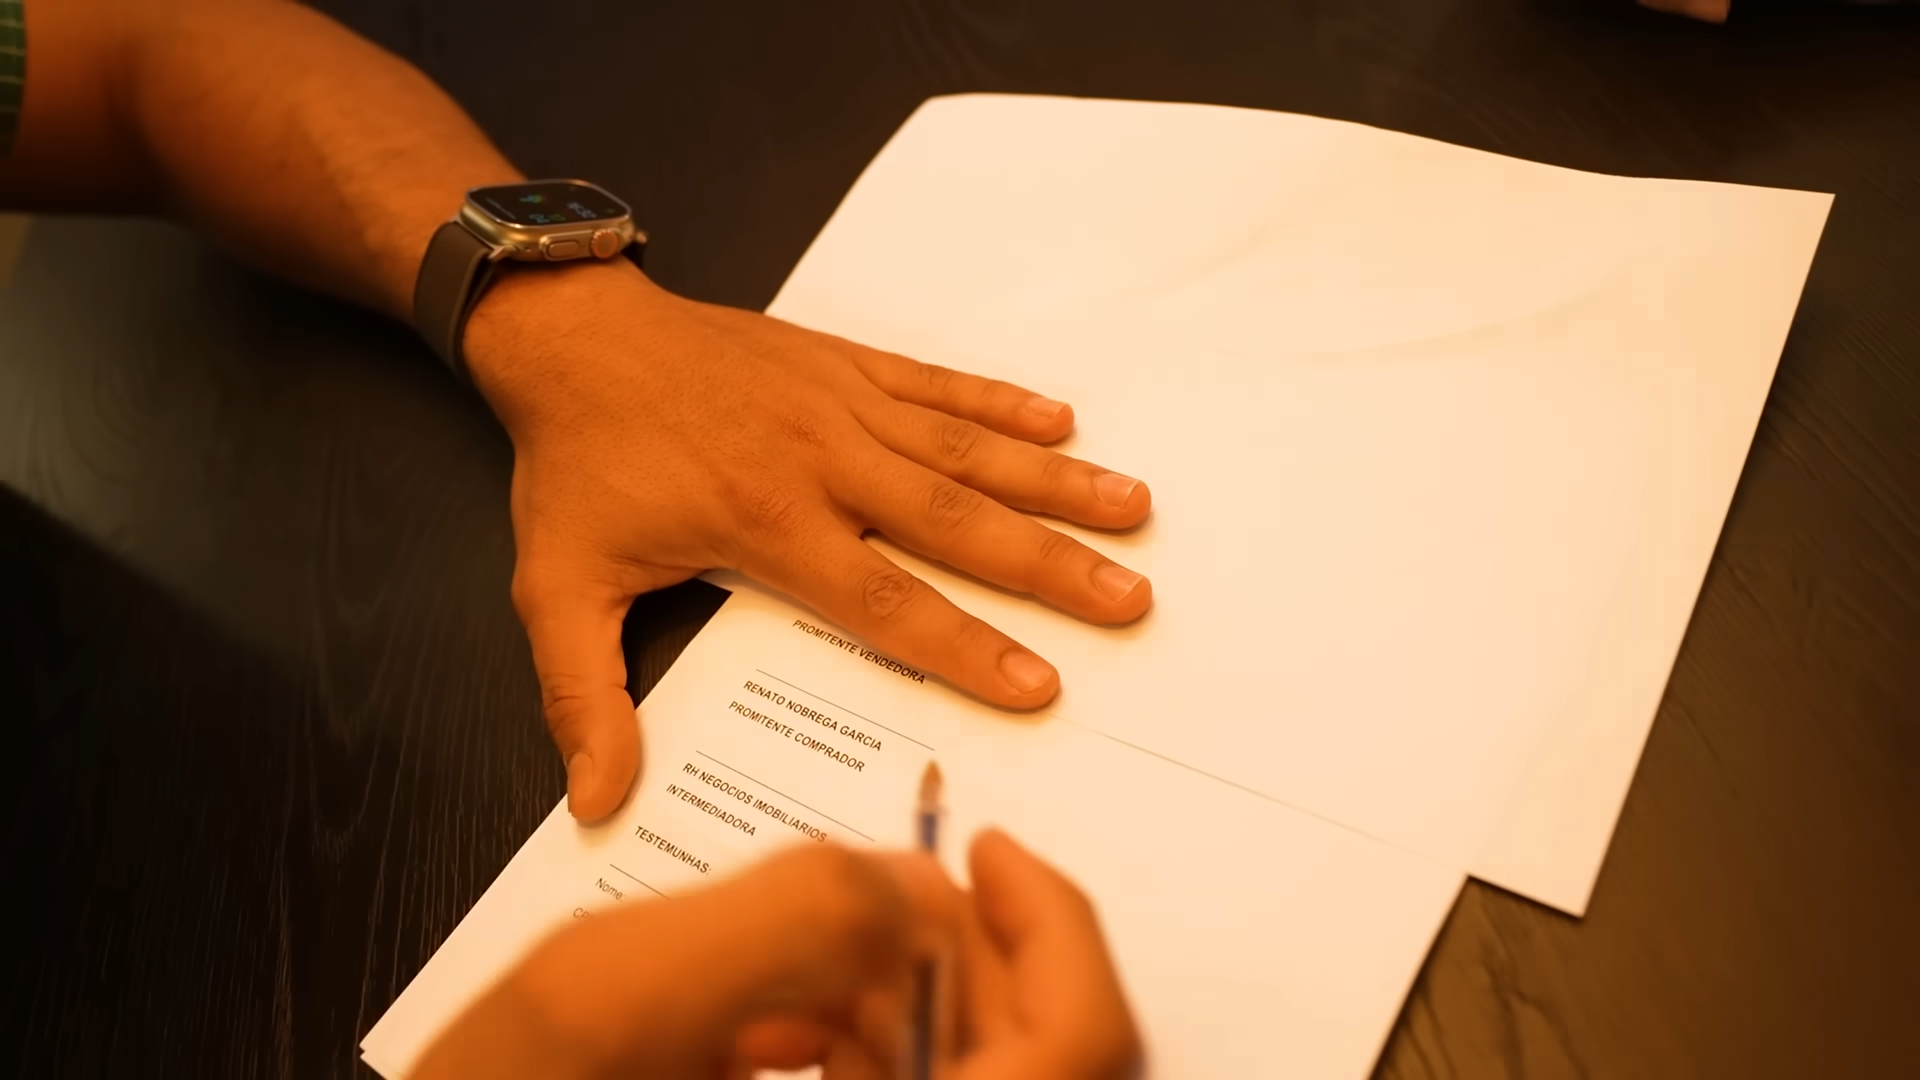 PROMITENTE VENDEDORA
RENATO NOBREGA GARCIA
PROMITENTE COMPRADOR
RH NEGOCIOS IMOBILIARIOS
INTERMEDIADORA
TESTEMUNHAS:
Nome: